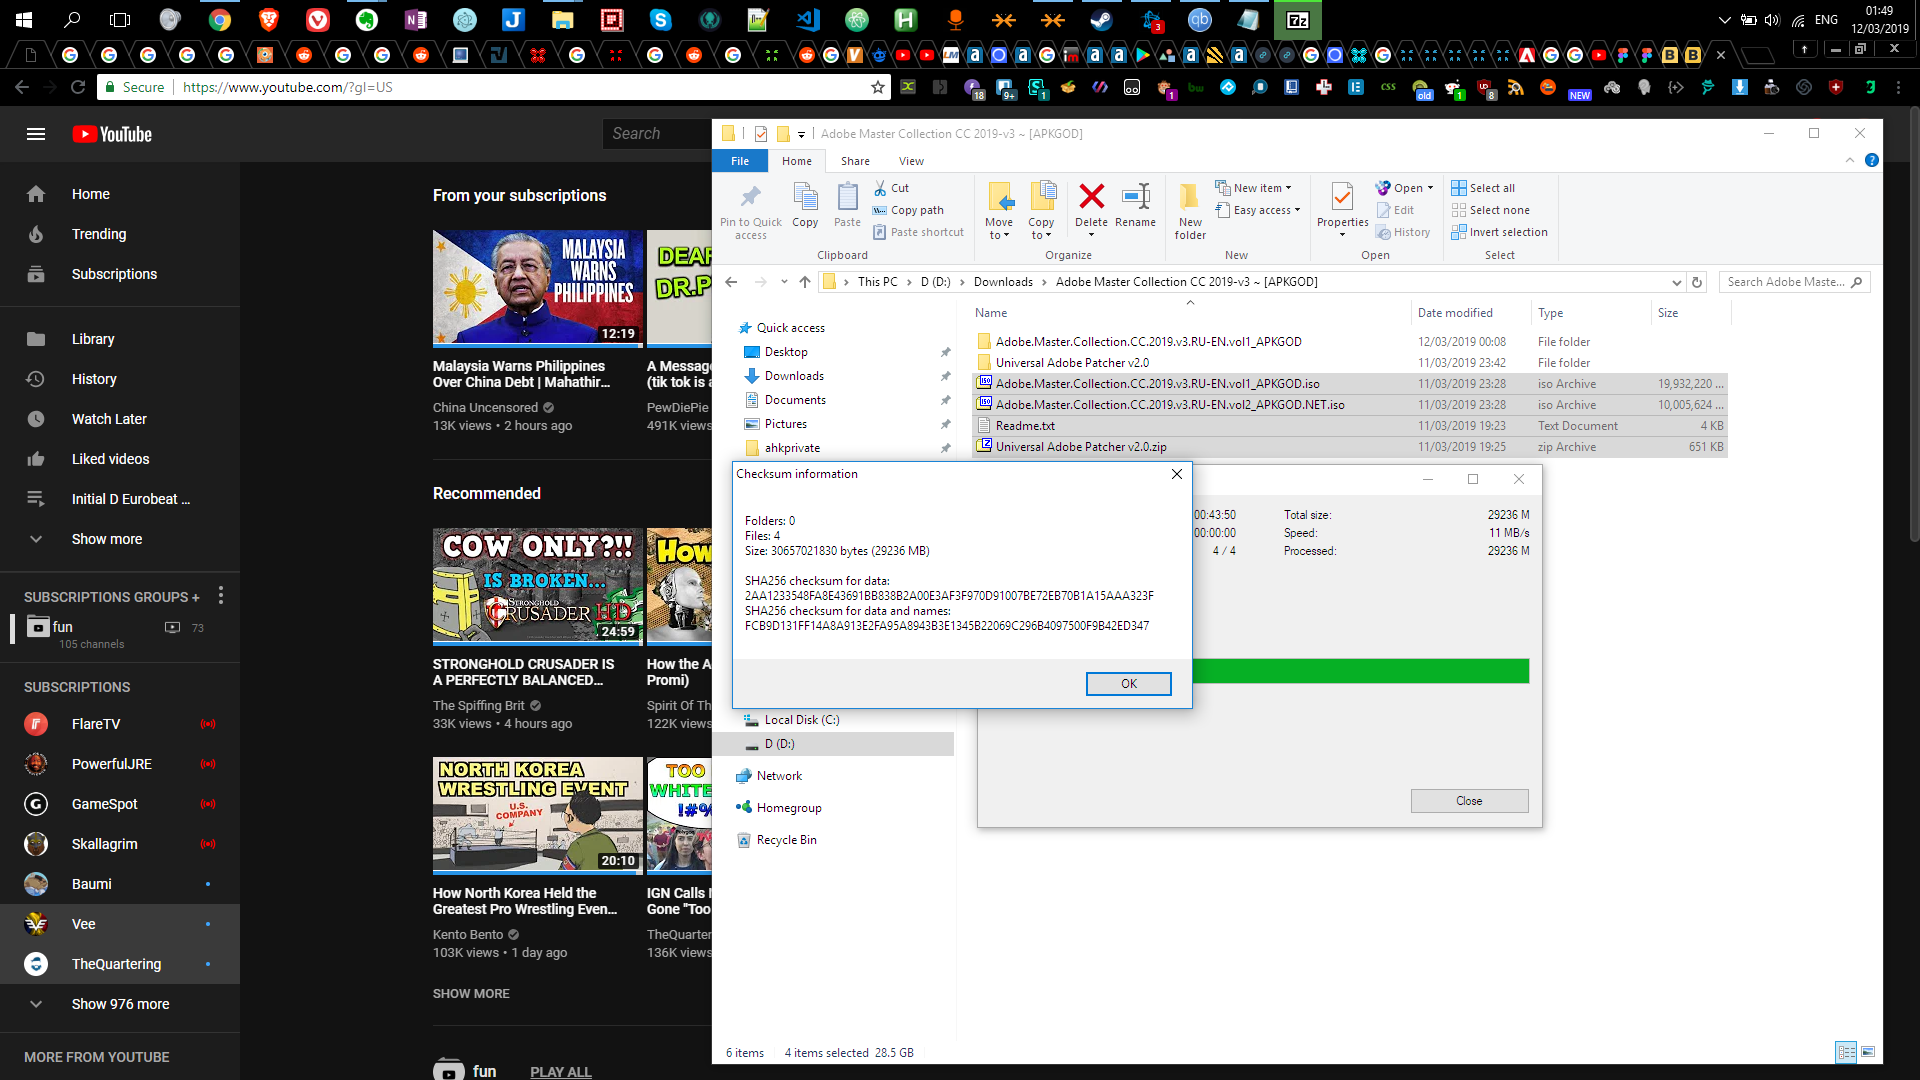 ENG
01:49
12/03/2019
Secure
https://www.youtube.com/?gl=US
YouTube
Search
Home
Trending
Subscriptions
Library
History
Watch Later
Liked videos
Initial D Eurobeat ...
Show more
SUBSCRIPTIONS GROUPS +
fun
73
105 channels
SUBSCRIPTIONS
FlareTV
PowerfulJRE
GameSpot
Skallagrim
Baumi
Vee
TheQuartering
Show 976 more
MORE FROM YOUTUBE
From your subscriptions
MALAYSIA
WARNS
PHILIPPINES
12:19
Malaysia Warns Philippines
Over China Debt | Mahathir...
China Uncensored
13K views • 2 hours ago
DEAR
DR.P
A Messag
(tik tok is a
PewDiePie
491K views
Recommended
COW ONLY?!!
IS BROKEN...
STRONGHOLD
CRUSADER HD
24:59
STRONGHOLD CRUSADER IS
A PERFECTLY BALANCED...
The Spiffing Brit
33K views • 4 hours ago
How
How the A
Promi)
Spirit Of Th
122K views
NORTH KOREA
WRESTLING EVENT
U.S.
COMPANY
20:10
How North Korea Held the
Greatest Pro Wrestling Even...
Kento Bento
103K views • 1 day ago
TOO
WHITE
!#%
IGN Calls N
Gone "Too
TheQuarter
136K views
SHOW MORE
fun
PLAY ALL
Adobe Master Collection CC 2019-v3 ~ [APKGOD]
File
Home
Share
View
Pin to Quick
access
Copy
Paste
Cut
Copy path
Paste shortcut
Clipboard
Move
to
Copy
to
Delete
Rename
Organize
New
folder
New item
Easy access
New
Properties
Open
Edit
History
Open
Select all
Select none
Invert selection
Select
This PC
D (D:)
Downloads
Adobe Master Collection CC 2019-v3 ~ [APKGOD]
Search Adobe Maste...
Quick access
Desktop
Downloads
Documents
Pictures
ahkprivate
Local Disk (C:)
D (D:)
Network
Homegroup
Recycle Bin
Name
Date modified
Type
Size
Adobe.Master.Collection.CC.2019.v3.RU-EN.vol1_APKGOD
12/03/2019 00:08
File folder
Universal Adobe Patcher v2.0
11/03/2019 23:42
File folder
Adobe.Master.Collection.CC.2019.v3.RU-EN.vol1_APKGOD.iso
11/03/2019 23:28
iso Archive
19,932,220 ...
Adobe.Master.Collection.CC.2019.v3.RU-EN.vol2_APKGOD.NET.iso
11/03/2019 23:28
iso Archive
10,005,624 ...
Readme.txt
11/03/2019 19:23
Text Document
4 KB
Universal Adobe Patcher v2.0.zip
11/03/2019 19:25
zip Archive
651 KB
Checksum information
Folders: 0
Files: 4
Size: 30657021830 bytes (29236 MB)
SHA256 checksum for data:
2AA1233548FA8E43691BB838B2A00E3AF3F970D91007BE72EB70B1A15AAA323F
SHA256 checksum for data and names:
FCB9D131FF14A8A913E2FA95A8943B3E1345B22069C296B4097500F9B42ED347
OK
00:43:50
Total size:
29236 M
00:00:00
Speed:
11 MB/s
4 / 4
Processed:
29236 M
Close
6 items
4 items selected 28.5 GB